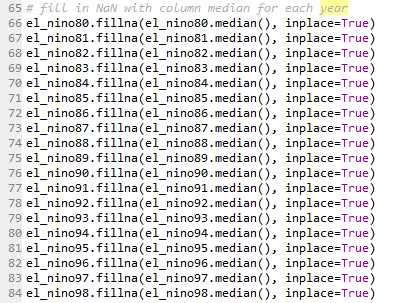 65 # fill in NaN with column median for each year
66 el_nino80.fillna(el_nino80.median(), inplace=True)
67 el_nino81.fillna(el_nino81.median(), inplace=True)
68 el_nino82.fillna(el_nino82.median(), inplace=True)
69 el_nino83.fillna(el_nino83.median(), inplace=True)
70 el_nino84.fillna(el_nino84.median(), inplace=True)
71 el_nino85.fillna(el_nino85.median(), inplace=True)
72 el_nino86.fillna(el_nino86.median(), inplace=True)
73 el_nino87.fillna(el_nino87.median(), inplace=True)
74 el_nino88.fillna(el_nino88.median(), inplace=True)
75 el_nino89.fillna(el_nino89.median(), inplace=True)
76 el_nino90.fillna(el_nino90.median(), inplace=True)
77 el_nino91.fillna(el_nino91.median(), inplace=True)
78 el_nino92.fillna(el_nino92.median(), inplace=True)
79 el_nino93.fillna(el_nino93.median(), inplace=True)
80 el_nino94.fillna(el_nino94.median(), inplace=True)
81 el_nino95.fillna(el_nino95.median(), inplace=True)
82 el_nino96.fillna(el_nino96.median(), inplace=True)
83 el_nino97.fillna(el_nino97.median(), inplace=True)
84 el_nino98.fillna(el_nino98.median(), inplace=True)